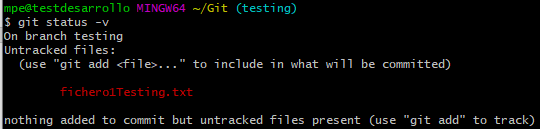 mpe@testdesarrollo MINGW64 ~/Git (testing)
$ git status -v
On branch testing
Untracked files:
  (use "git add <file>..." to include in what will be committed)

        fichero1Testing.txt

nothing added to commit but untracked files present (use "git add" to track)